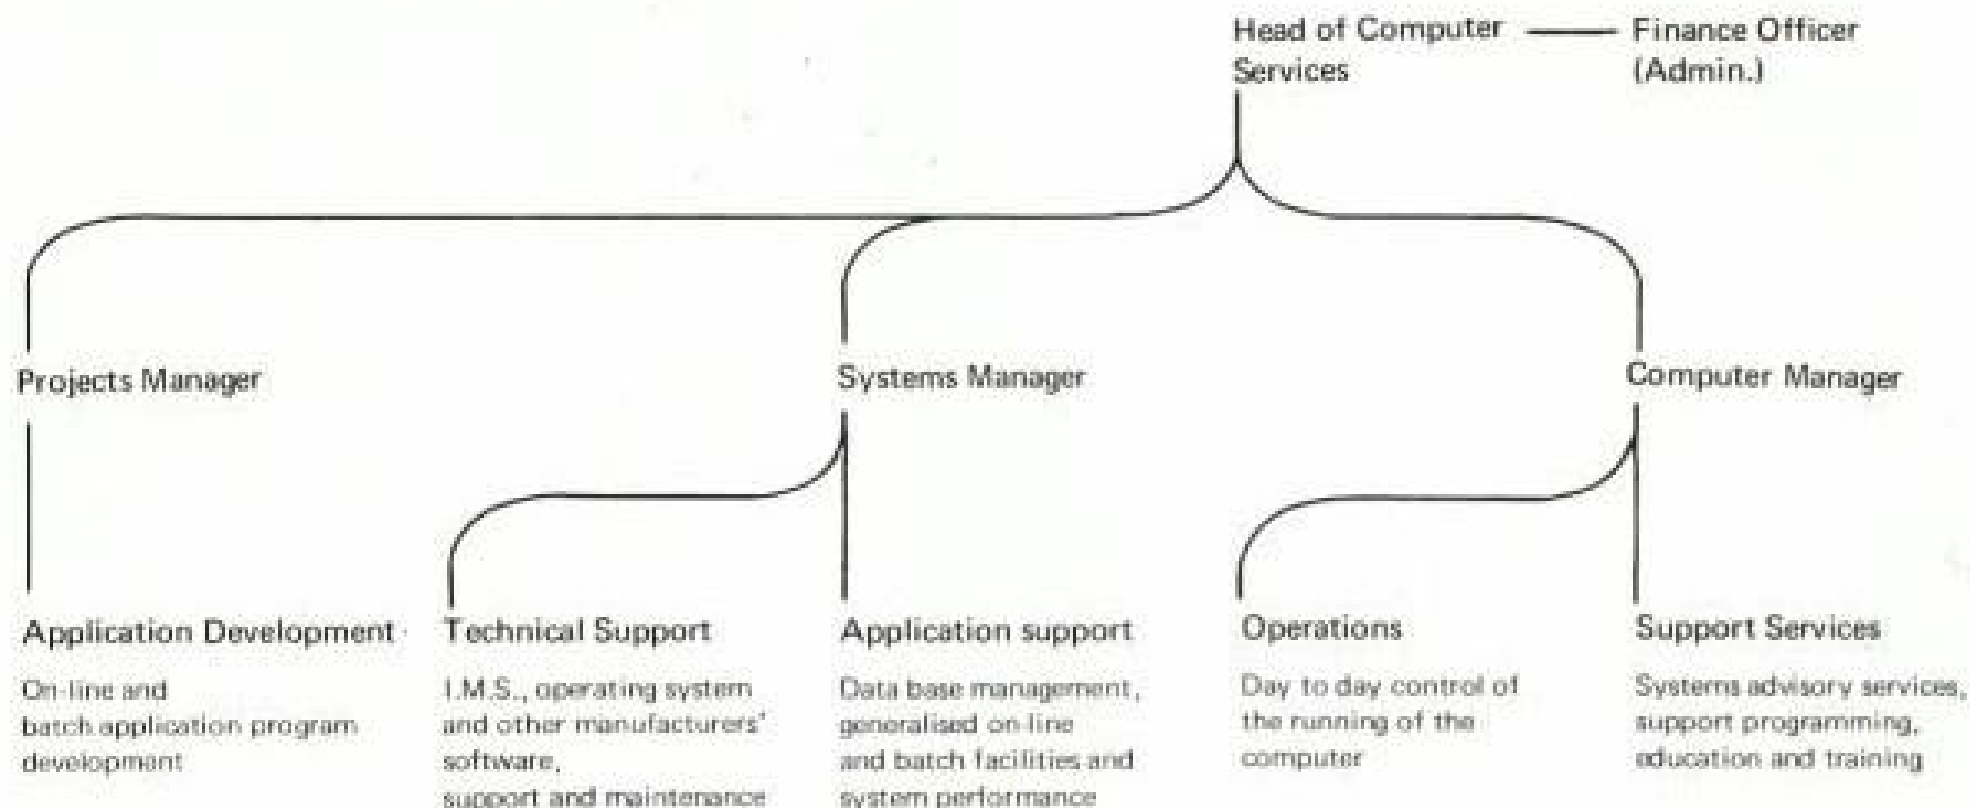 Head of Computer
Services
Finance Officer
(Admin.)
Projects Manager
Systems Manager
Computer Manager
Application Development
On-line and
batch application program
development
Technical Support
I.M.S., operating system
and other manufacturers'
software,
support and maintenance
Application support
Data base management,
generalised on-line
and batch facilities and
system performance
Operations
Day to day control of
the running of the
computer
Support Services
Systems advisory services,
support programming,
education and training